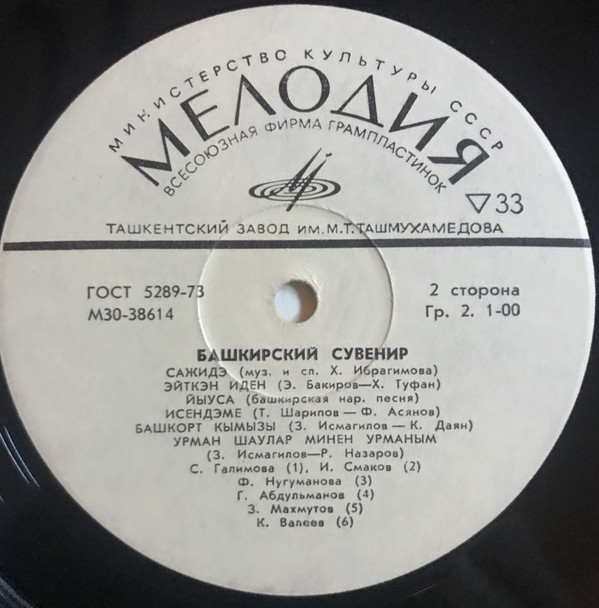 МИНИСТЕРСТВО КУЛЬТУРЫ СССР
МЕЛОДИЯ
ВСЕСОЮЗНАЯ ФИРМА ГРАМПЛАСТИНОК
33
ТАШКЕНТСКИЙ ЗАВОД ИМ. М.Т. ТАШМУХАМЕДОВА
ГОСТ 5289-73
М30-38614
2 сторона
Гр. 2. 1-00
БАШКИРСКИЙ СУВЕНИР
САЖИДЭ (муз. и сл. Х. Ибрагимова)
ЭЙТКЭН ИДЕН (Э. Бакиров—Х. Туфан)
ЙЫУСА (башкирская нар. песня)
ИСЕНДЭМЕ (Т. Шарипов — Ф. Асянов)
БАШКОРТ КЫМЫЗЫ (З. Исмагилов — К. Даян)
УРМАН ШАУЛАР МИНЕН УРМАНЫМ
(З. Исмагилов—Р. Назаров)
С. Галимова (1), И. Смаков (2)
Ф. Нугуманова (3)
Г. Абдульманов (4)
З. Махмутов (5)
К. Валеев (6)